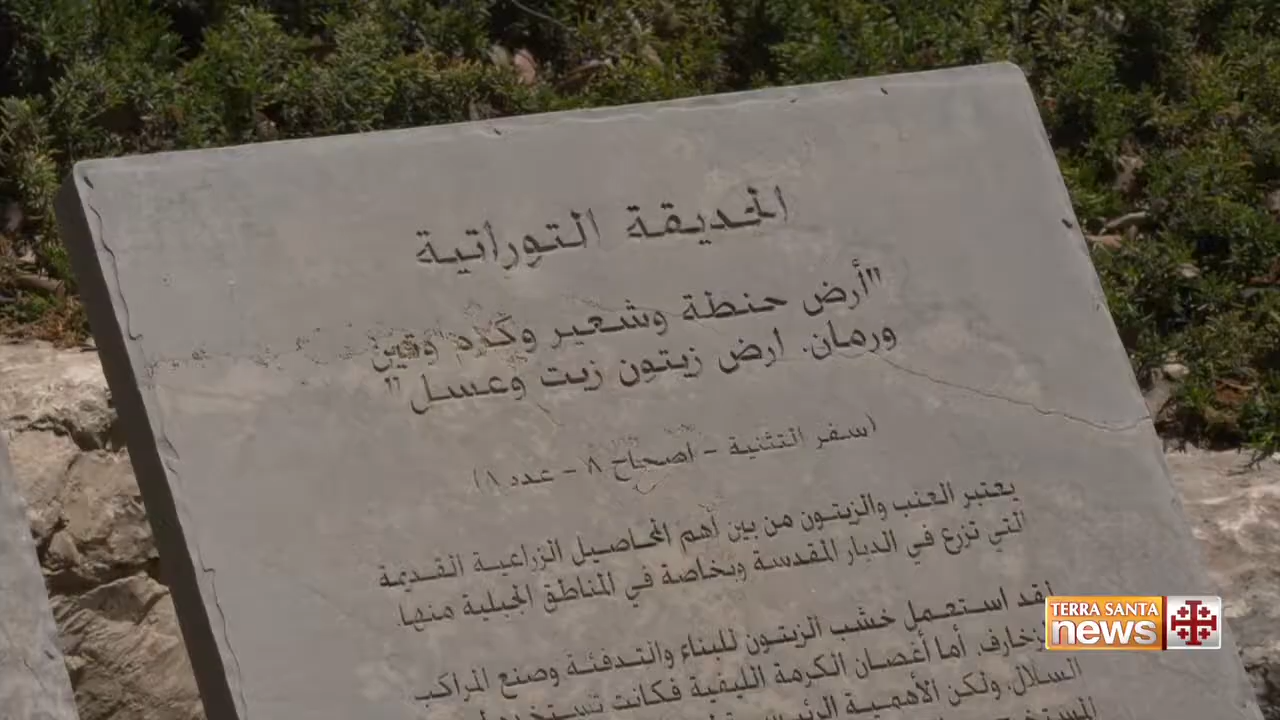 الحديقة التوراتية
"أرض حنطة وشعير وكرم وتين
ورمان. ارض زيتون زيت وعسل"
(سفر التثنية - اصحاح ٨ - عدد ٨)
يعتبر العنب والزيتون من بين أهم المحاصيل الزراعية القديمة
التي تزرع في الديار المقدسة وبخاصة في المناطق الجبلية منها.
لقد استعمل خشب الزيتون للبناء والتدفئة وصنع المراكب
أما أغصان الكرمة الليفية فكانت
السلال. ولكن الأهمية
TERRA SANTA
news